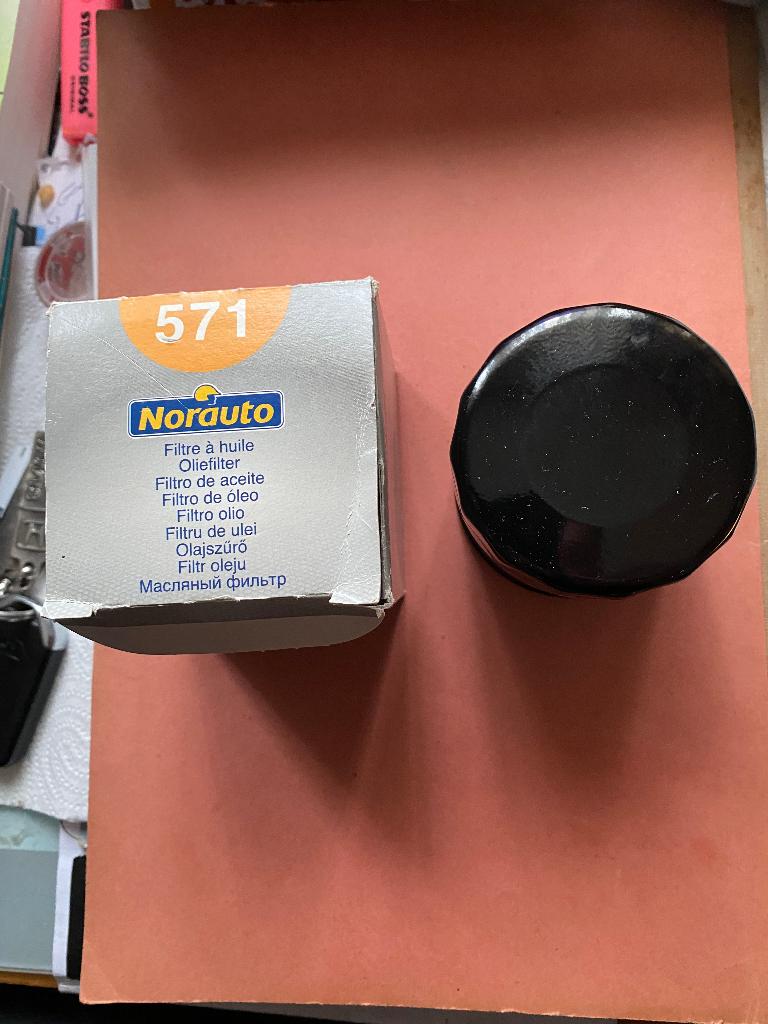 STABILO BOSS
ORIGINAL
571
Norauto
Filtre à huile
Oliefilter
Filtro de aceite
Filtro de óleo
Filtro olio
Filtru de ulei
Olajszűrő
Filtr oleju
Масляный фильтр